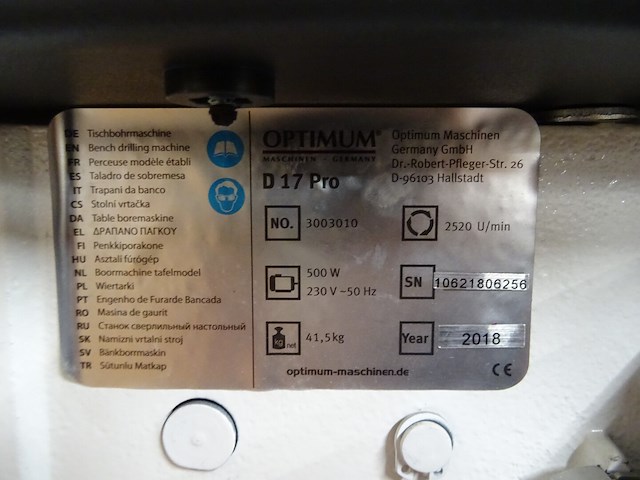 DE Tischbohrmaschine
EN Bench drilling machine
FR Perceuse modèle établi
ES Taladro de sobremesa
IT Trapani da banco
CS Stolní vrtačka
DA Table boremaskine
EL ΔΡΑΠΑΝΟ ΠΑΓΚΟΥ
FI Penkkiporakone
HU Asztali fúrógép
NL Boormachine tafelmodel
PL Wiertarki
PT Engenho de Furarde Bancada
RO Masina de gaurit
RU Станок сверлильный настольный
SK Namizni vrtalni stroj
SV Bänkborrmaskin
TR Sütunlu Matkap
OPTIMUM®
MASCHINEN - GERMANY
D 17 Pro
Optimum Maschinen
Germany GmbH
Dr.-Robert-Pfleger-Str. 26
D-96103 Hallstadt
NO. 3003010
2520 U/min
500 W
230 V ~50 Hz
SN 10621806256
KG net 41,5kg
Year 2018
optimum-maschinen.de
CE